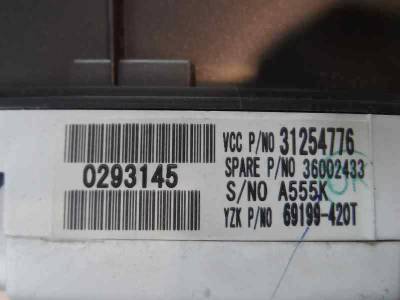 VCC P/NO 31254776
SPARE P/NO 36002433
S/NO A555K
YZK P/NO 69199-420T
0293145